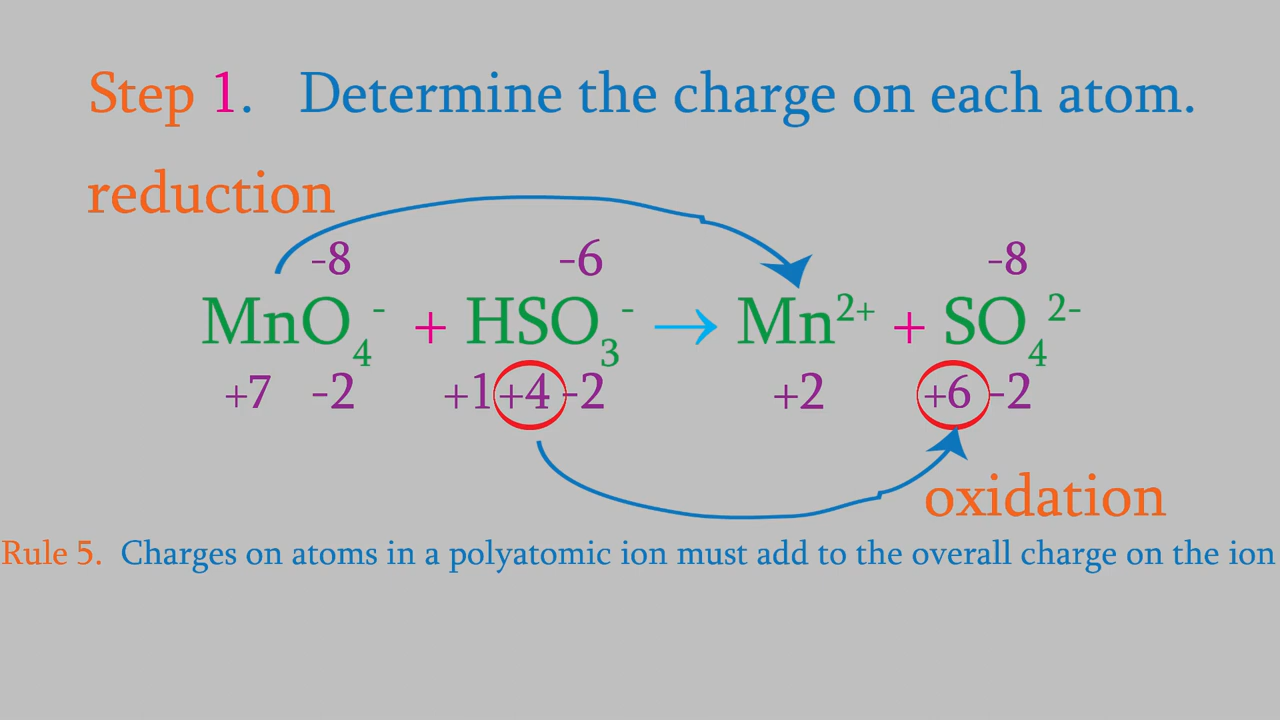 Step 1. Determine the charge on each atom.
reduction
-8 -6 -8
MnO₄⁻ + HSO₃⁻ → Mn²⁺ + SO₄²⁻
+7 -2 +1 +4 -2 +2 +6 -2
oxidation
Rule 5. Charges on atoms in a polyatomic ion must add to the overall charge on the ion